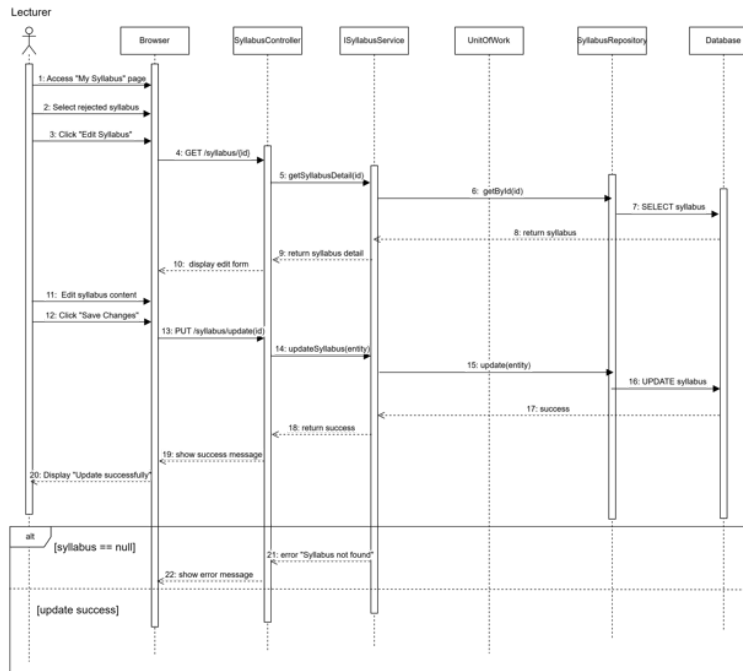 Lecturer
Browser
SyllabusController
ISyllabusService
UnitOfWork
SyllabusRepository
Database
1: Access "My Syllabus" page
2: Select rejected syllabus
3: Click "Edit Syllabus"
4: GET /syllabus/{id}
5: getSyllabusDetail(id)
6: getById(id)
7: SELECT syllabus
8: return syllabus
9: return syllabus detail
10: display edit form
11: Edit syllabus content
12: Click "Save Changes"
13: PUT /syllabus/update(id)
14: updateSyllabus(entity)
15: update(entity)
16: UPDATE syllabus
17: success
18: return success
19: show success message
20: Display "Update successfully"
alt
[syllabus == null]
21: error "Syllabus not found"
22: show error message
[update success]